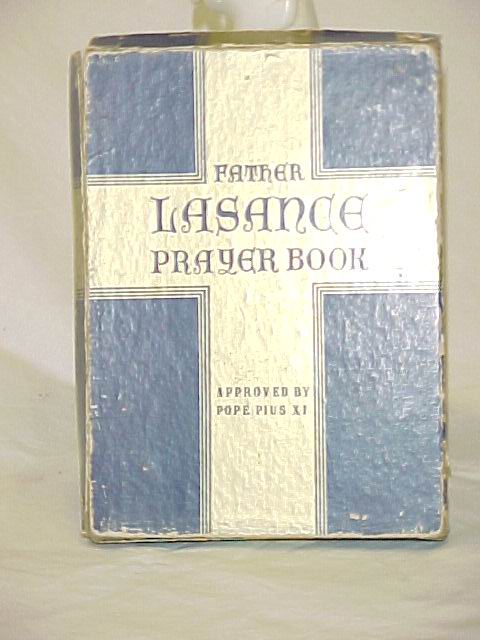 FATHER
LASANCE
PRAYER BOOK
APPROVED BY
POPE PIUS XI